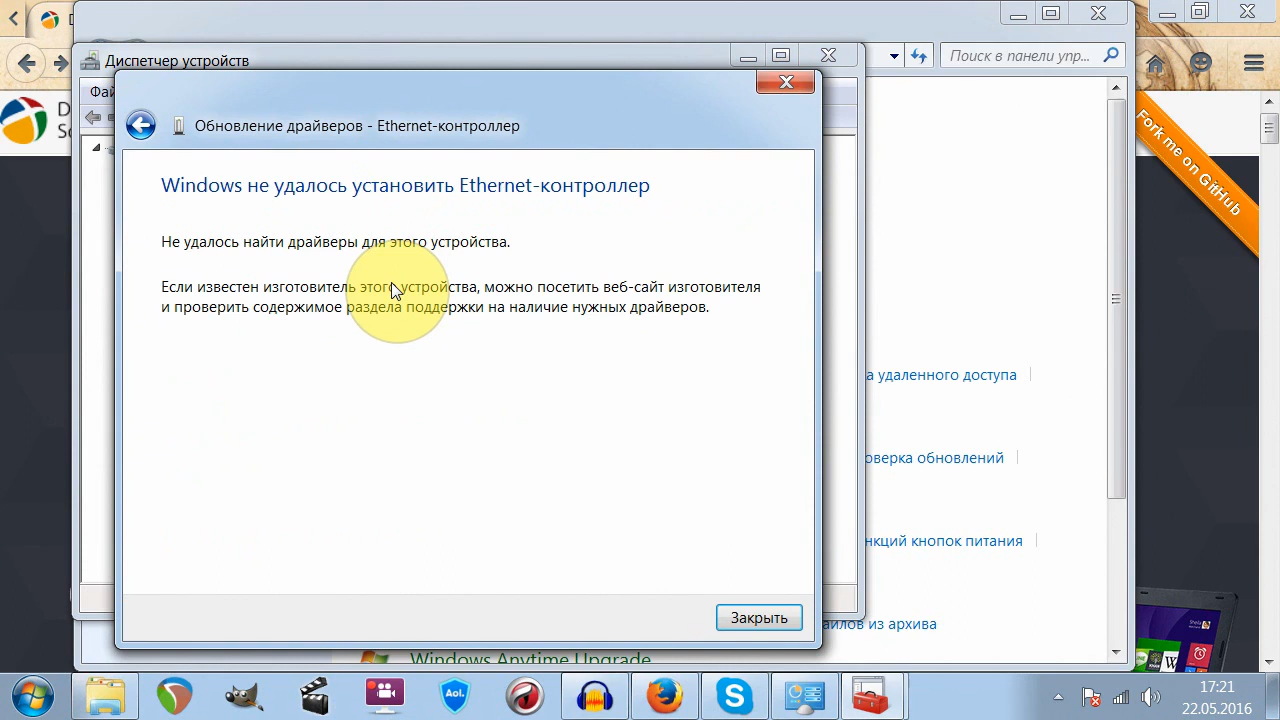 Поиск в панели упр...
Диспетчер устройств
Обновление драйверов - Ethernet-контроллер
Windows не удалось установить Ethernet-контроллер
Не удалось найти драйверы для этого устройства.
Если известен изготовитель этого устройства, можно посетить веб-сайт изготовителя
и проверить содержимое раздела поддержки на наличие нужных драйверов.
Закрыть
Фай
а удаленного доступа
оверка обновлений
нкций кнопок питания
айлов из архива
Windows Anytime Upgrade
Fork me on GitHub
Aol.
17:21
22.05.2016